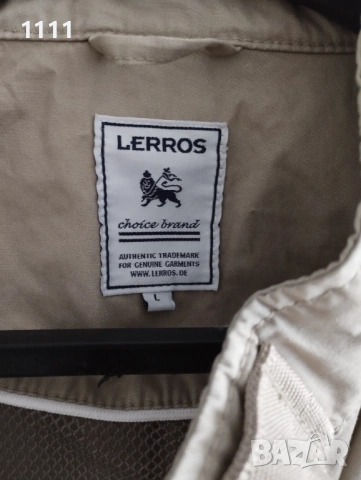 1111
LERROS
choice brand
AUTHENTIC TRADEMARK
FOR GENUINE GARMENTS
WWW.LERROS.DE
L
BAZAR